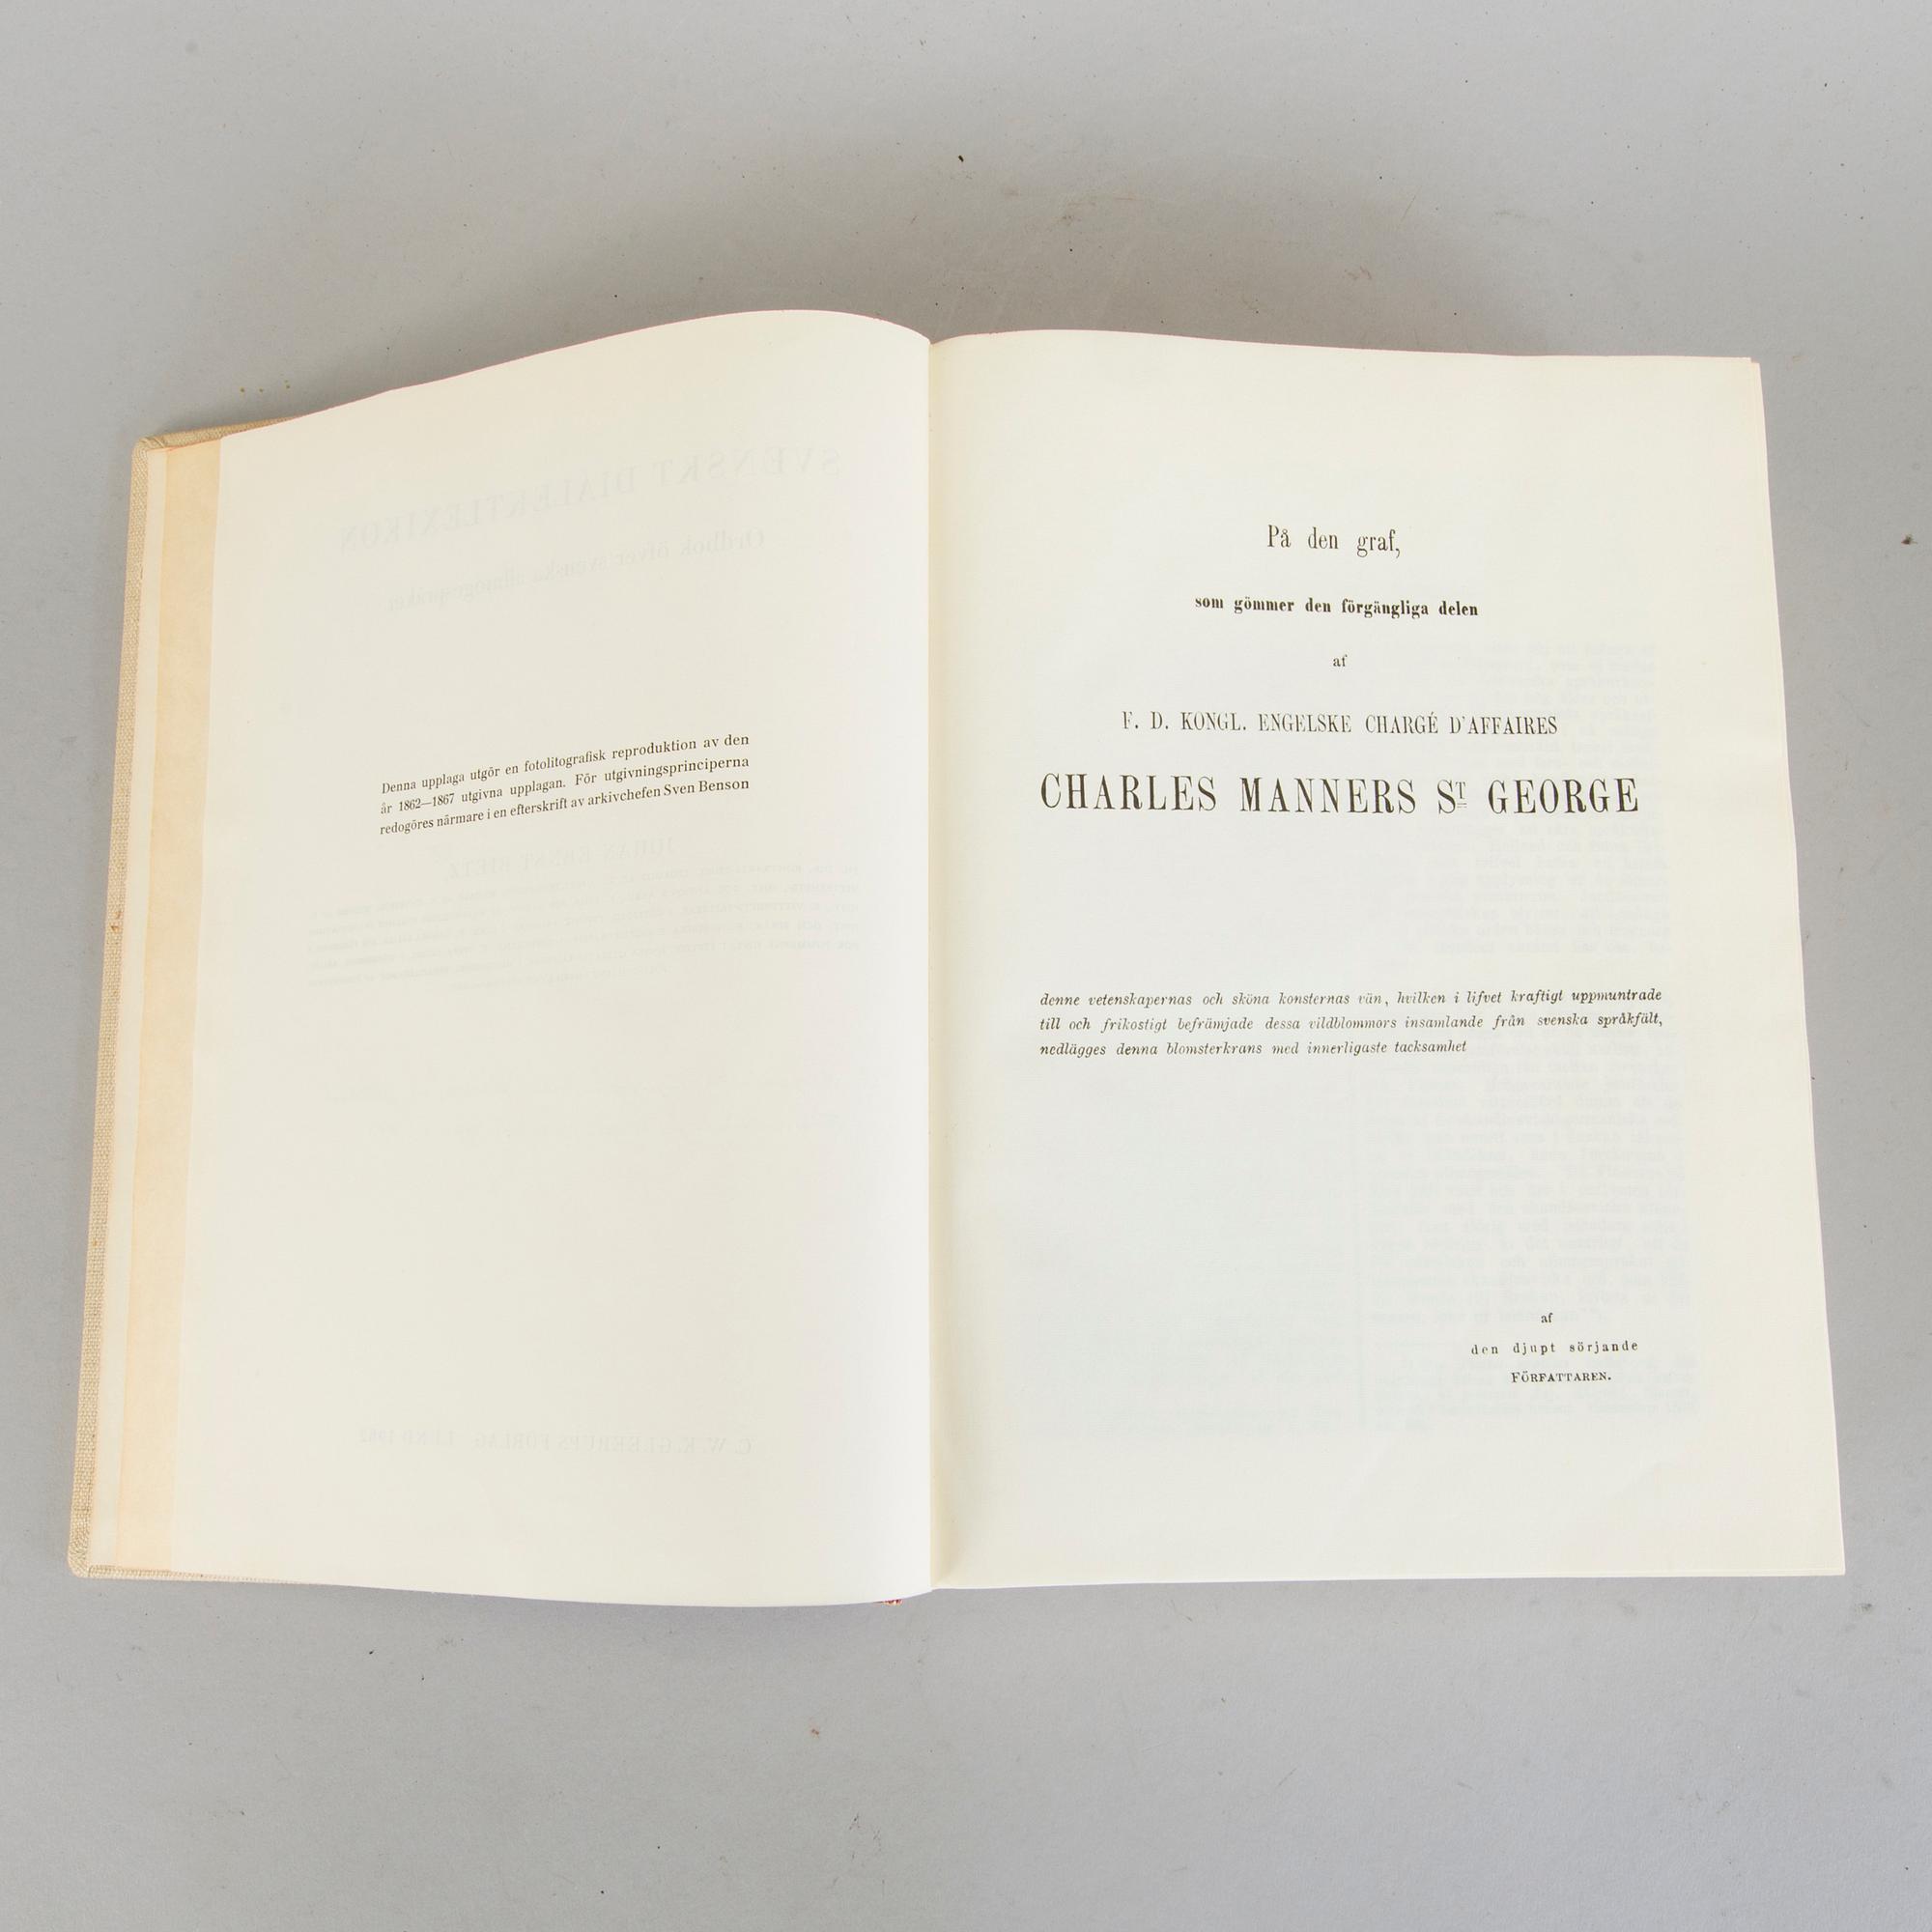 Denna upplaga utgör en fotolitografisk reproduktion av den
år 1862—1867 utgivna upplagan. För utgivningsprinciperna
redogöres närmare i en efterskrift av arkivchefen Sven Benson
På den graf,
som gömmer den förgängliga delen
af
F. D. KONGL. ENGELSKE CHARGÉ D'AFFAIRES
CHARLES MANNERS ST GEORGE
denne vetenskapernas och sköna konsternas vän, hvilken i lifvet kraftigt uppmuntrade
till och frikostigt befrämjade dessa vildblommors insamlande från svenska språkfält,
nedlägges denna blomsterkrans med innerligaste tacksamhet
af
den djupt sörjande
FÖRFATTAREN.